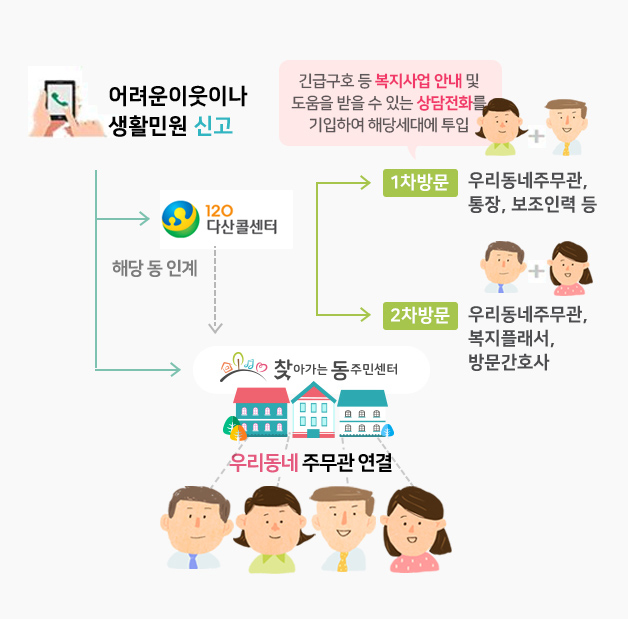 어려운이웃이나
생활민원 신고
긴급구호 등 복지사업 안내 및
도움을 받을 수 있는 상담전화를
기입하여 해당세대에 투입
1차방문
우리동네주무관,
통장, 보조인력 등
120
다산콜센터
해당 동 인계
2차방문
우리동네주무관,
복지플래서,
방문간호사
찾아가는 동주민센터
우리동네 주무관 연결